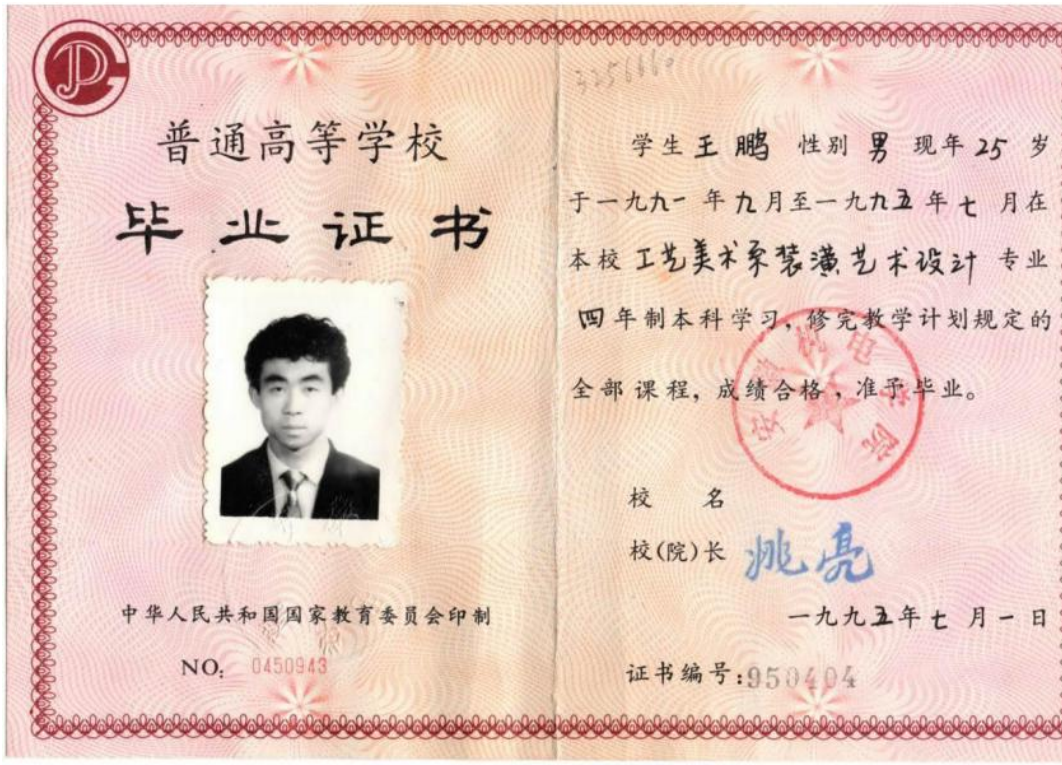 普通高等学校
毕业证书
中华人民共和国国家教育委员会印制
NO: 0450943
3256660
学生王鹏 性别 男 现年25 岁
于一九九一年九月至一九九五年七月在
本校工艺美术系装潢艺术设计 专业
四年制本科学习,修完教学计划规定的
全部课程,成绩合格,准予毕业。
机电学院
校 名
校(院)长 姚亮
一九九五年七月一日
证书编号:950404